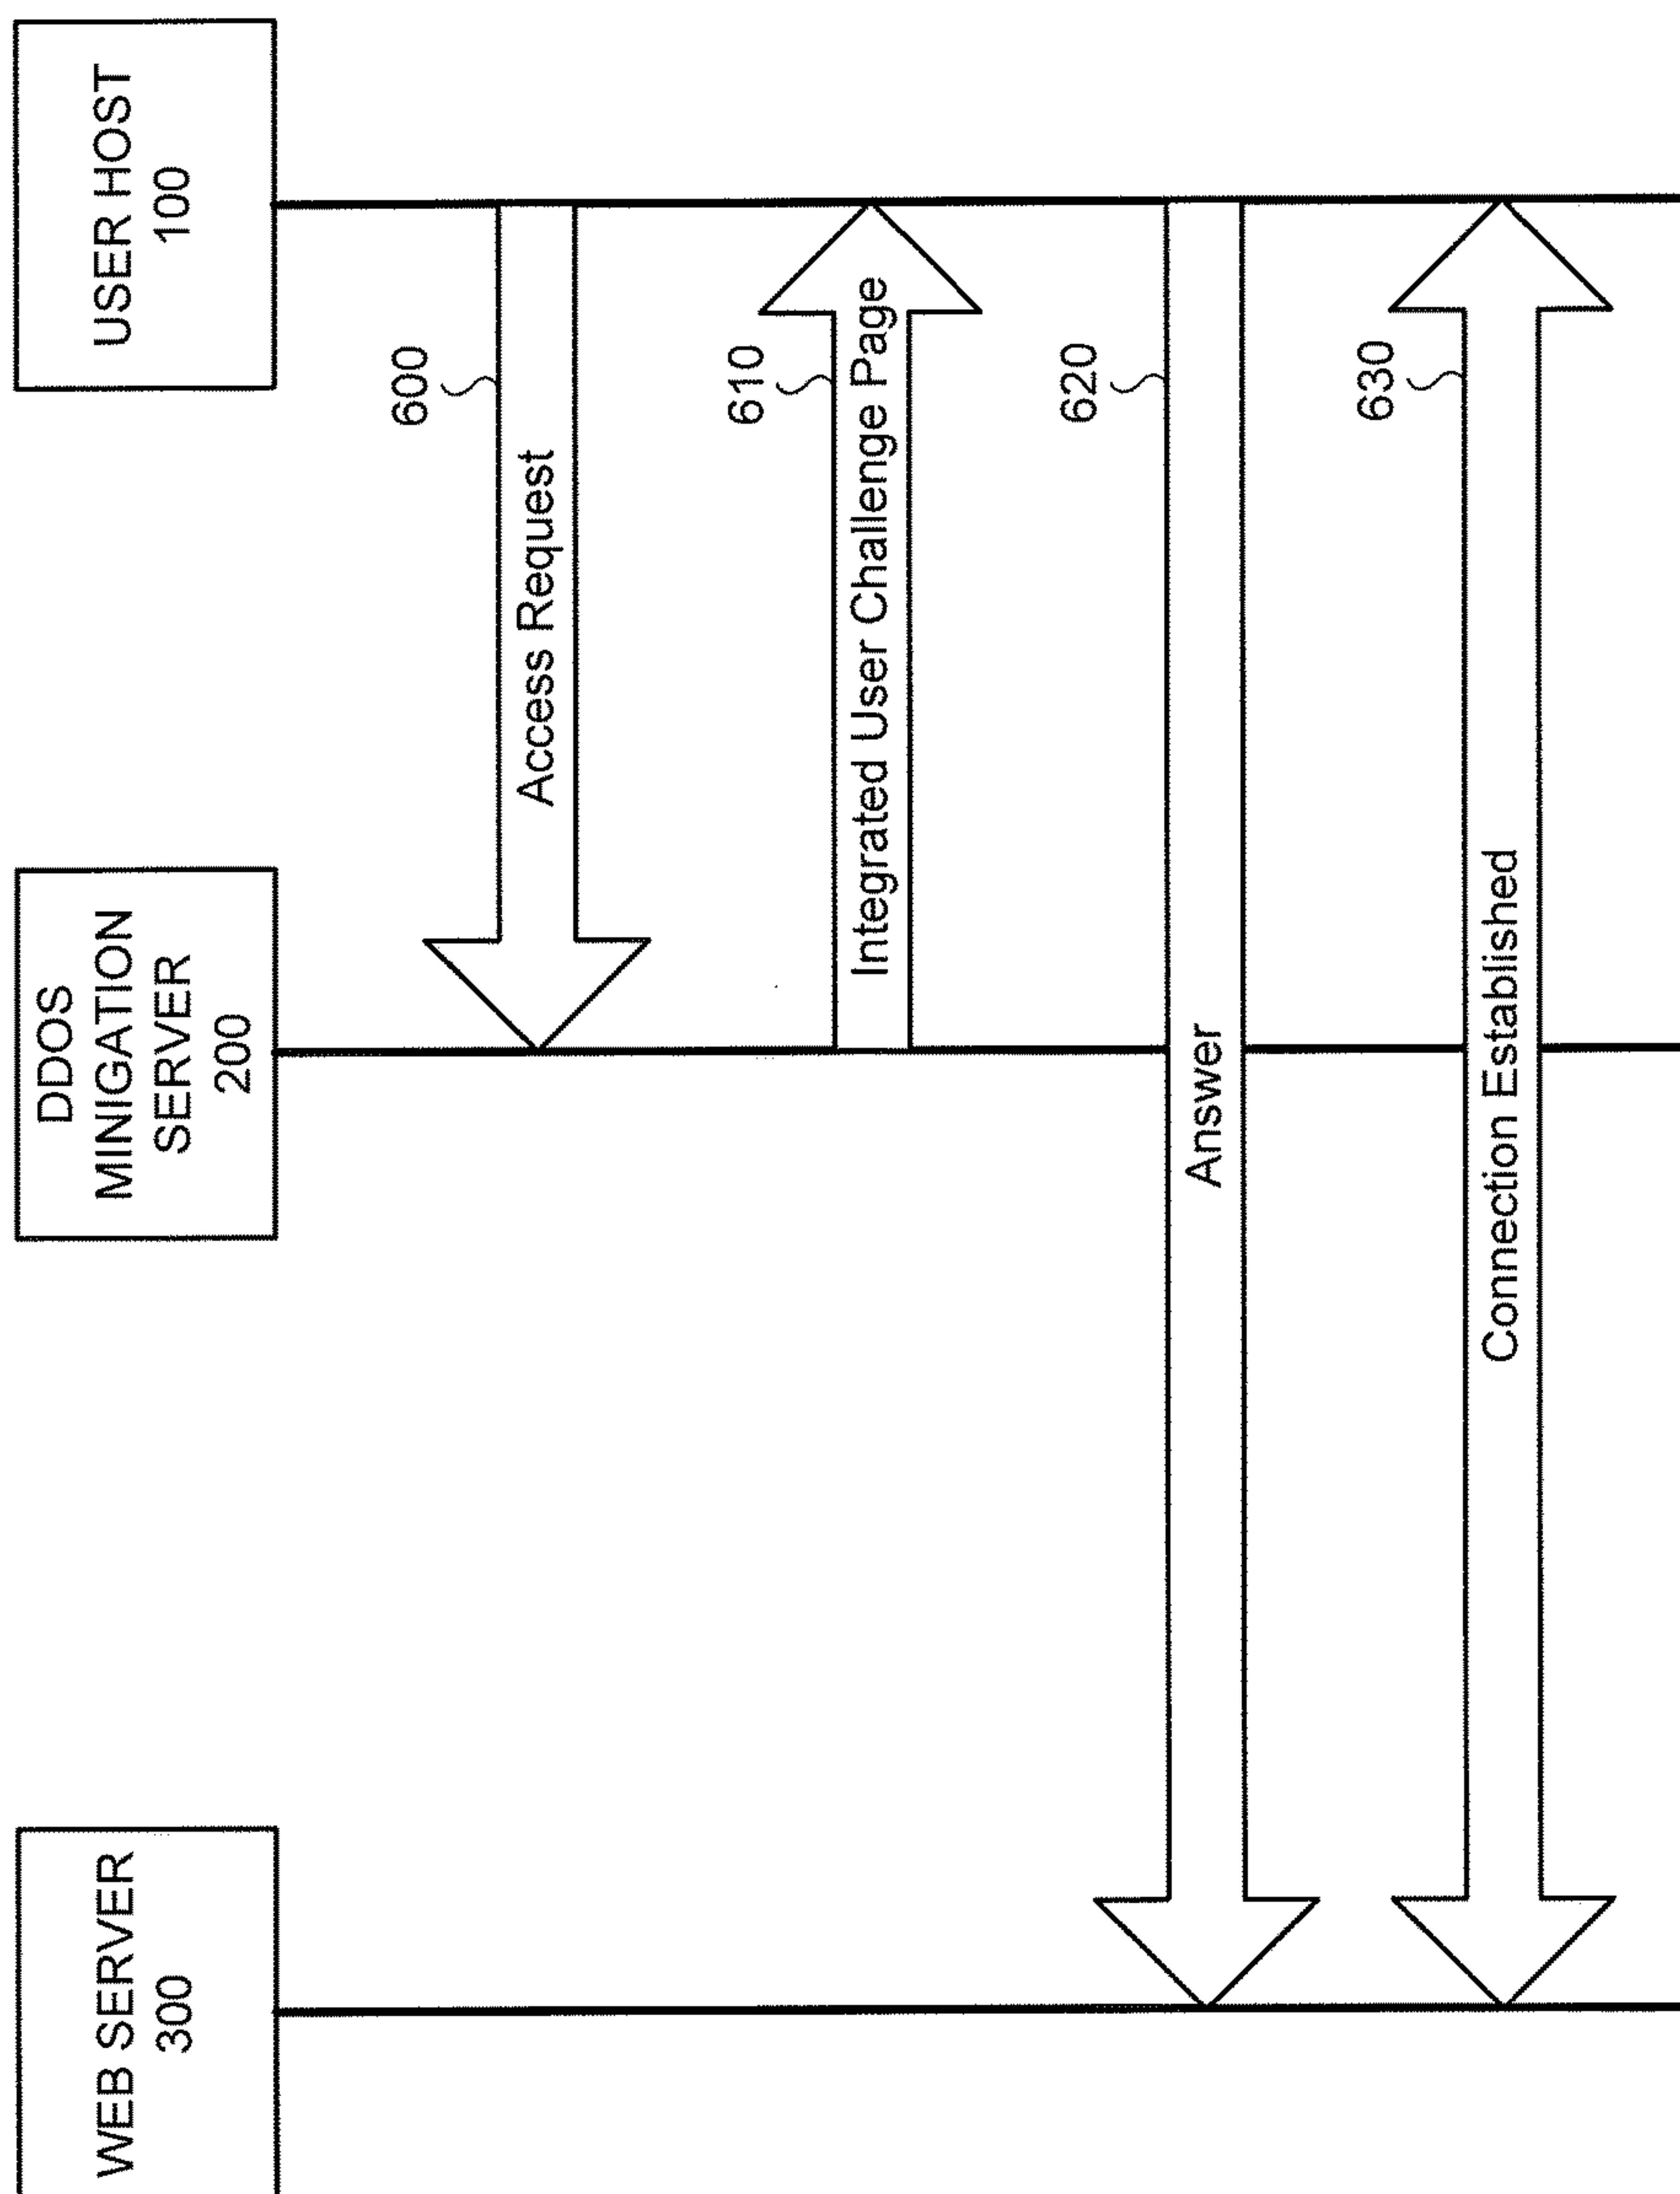 WEB SERVER
300
DDOS
MINIGATION
SERVER
200
USER HOST
100
600
Access Request
610
Integrated User Challenge Page
620
Answer
630
Connection Established